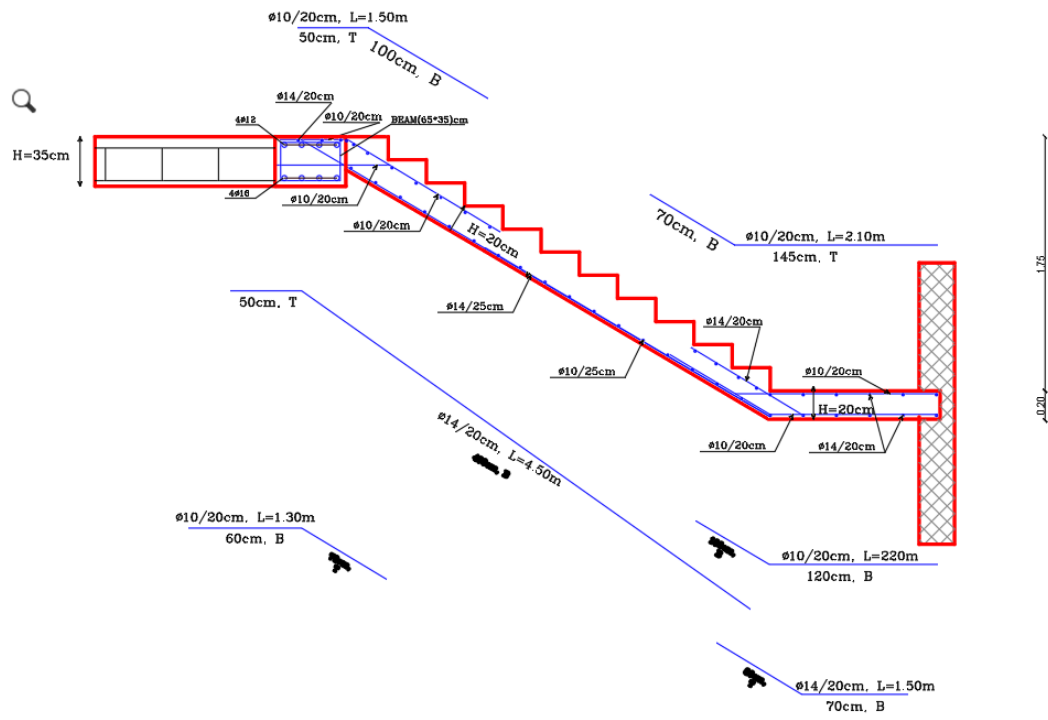 ø10/20cm, L=1.50m
50cm, T
100cm, B
ø14/20cm
4ø12
ø10/20cm
BEAM(65*35)cm
H=35cm
4ø16
ø10/20cm
ø10/20cm
H=20cm
70cm, B
ø10/20cm, L=2.10m
145cm, T
1.75
50cm, T
ø14/25cm
ø14/20cm
ø10/25cm
ø10/20cm
H=20cm
0.20
ø10/20cm
ø14/20cm
ø14/20cm, L=4.50m
ø10/20cm, L=1.30m
60cm, B
ø10/20cm, L=220m
120cm, B
ø14/20cm, L=1.50m
70cm, B